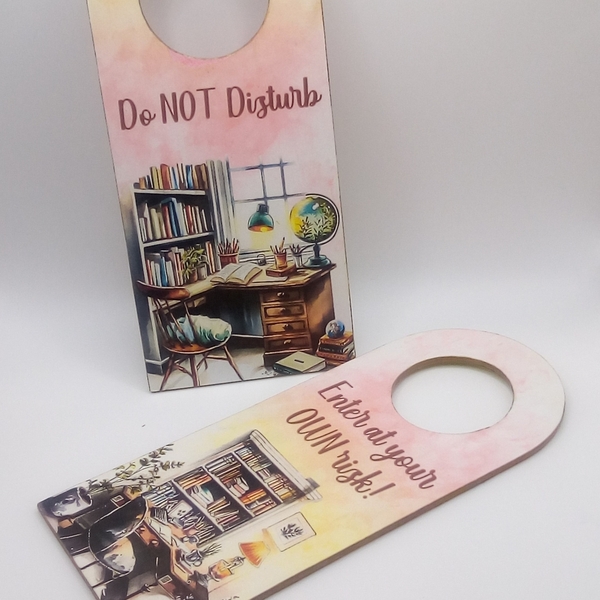 Do NOT Disturb
Enter at your
OWN risk!